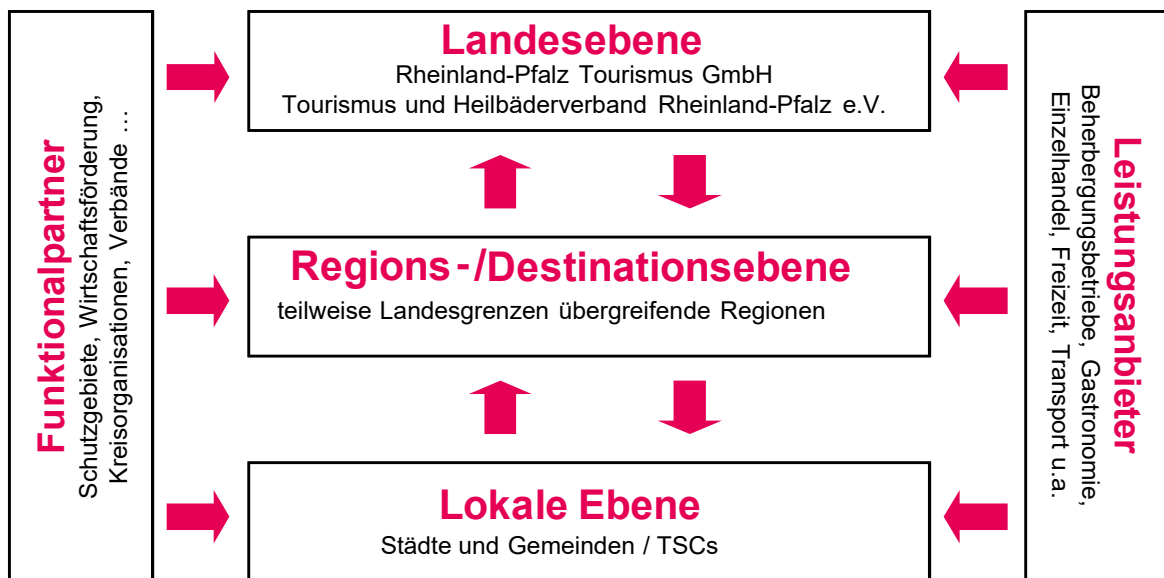 Funktionalpartner
Schutzgebiete, Wirtschaftsförderung,
Kreisorganisationen, Verbände ...
Landesebene
Rheinland-Pfalz Tourismus GmbH
Tourismus und Heilbäderverband Rheinland-Pfalz e.V.
Regions-/Destinationsebene
teilweise Landesgrenzen übergreifende Regionen
Lokale Ebene
Städte und Gemeinden / TSCs
Leistungsanbieter
Beherbergungsbetriebe, Gastronomie,
Einzelhandel, Freizeit, Transport u.a.